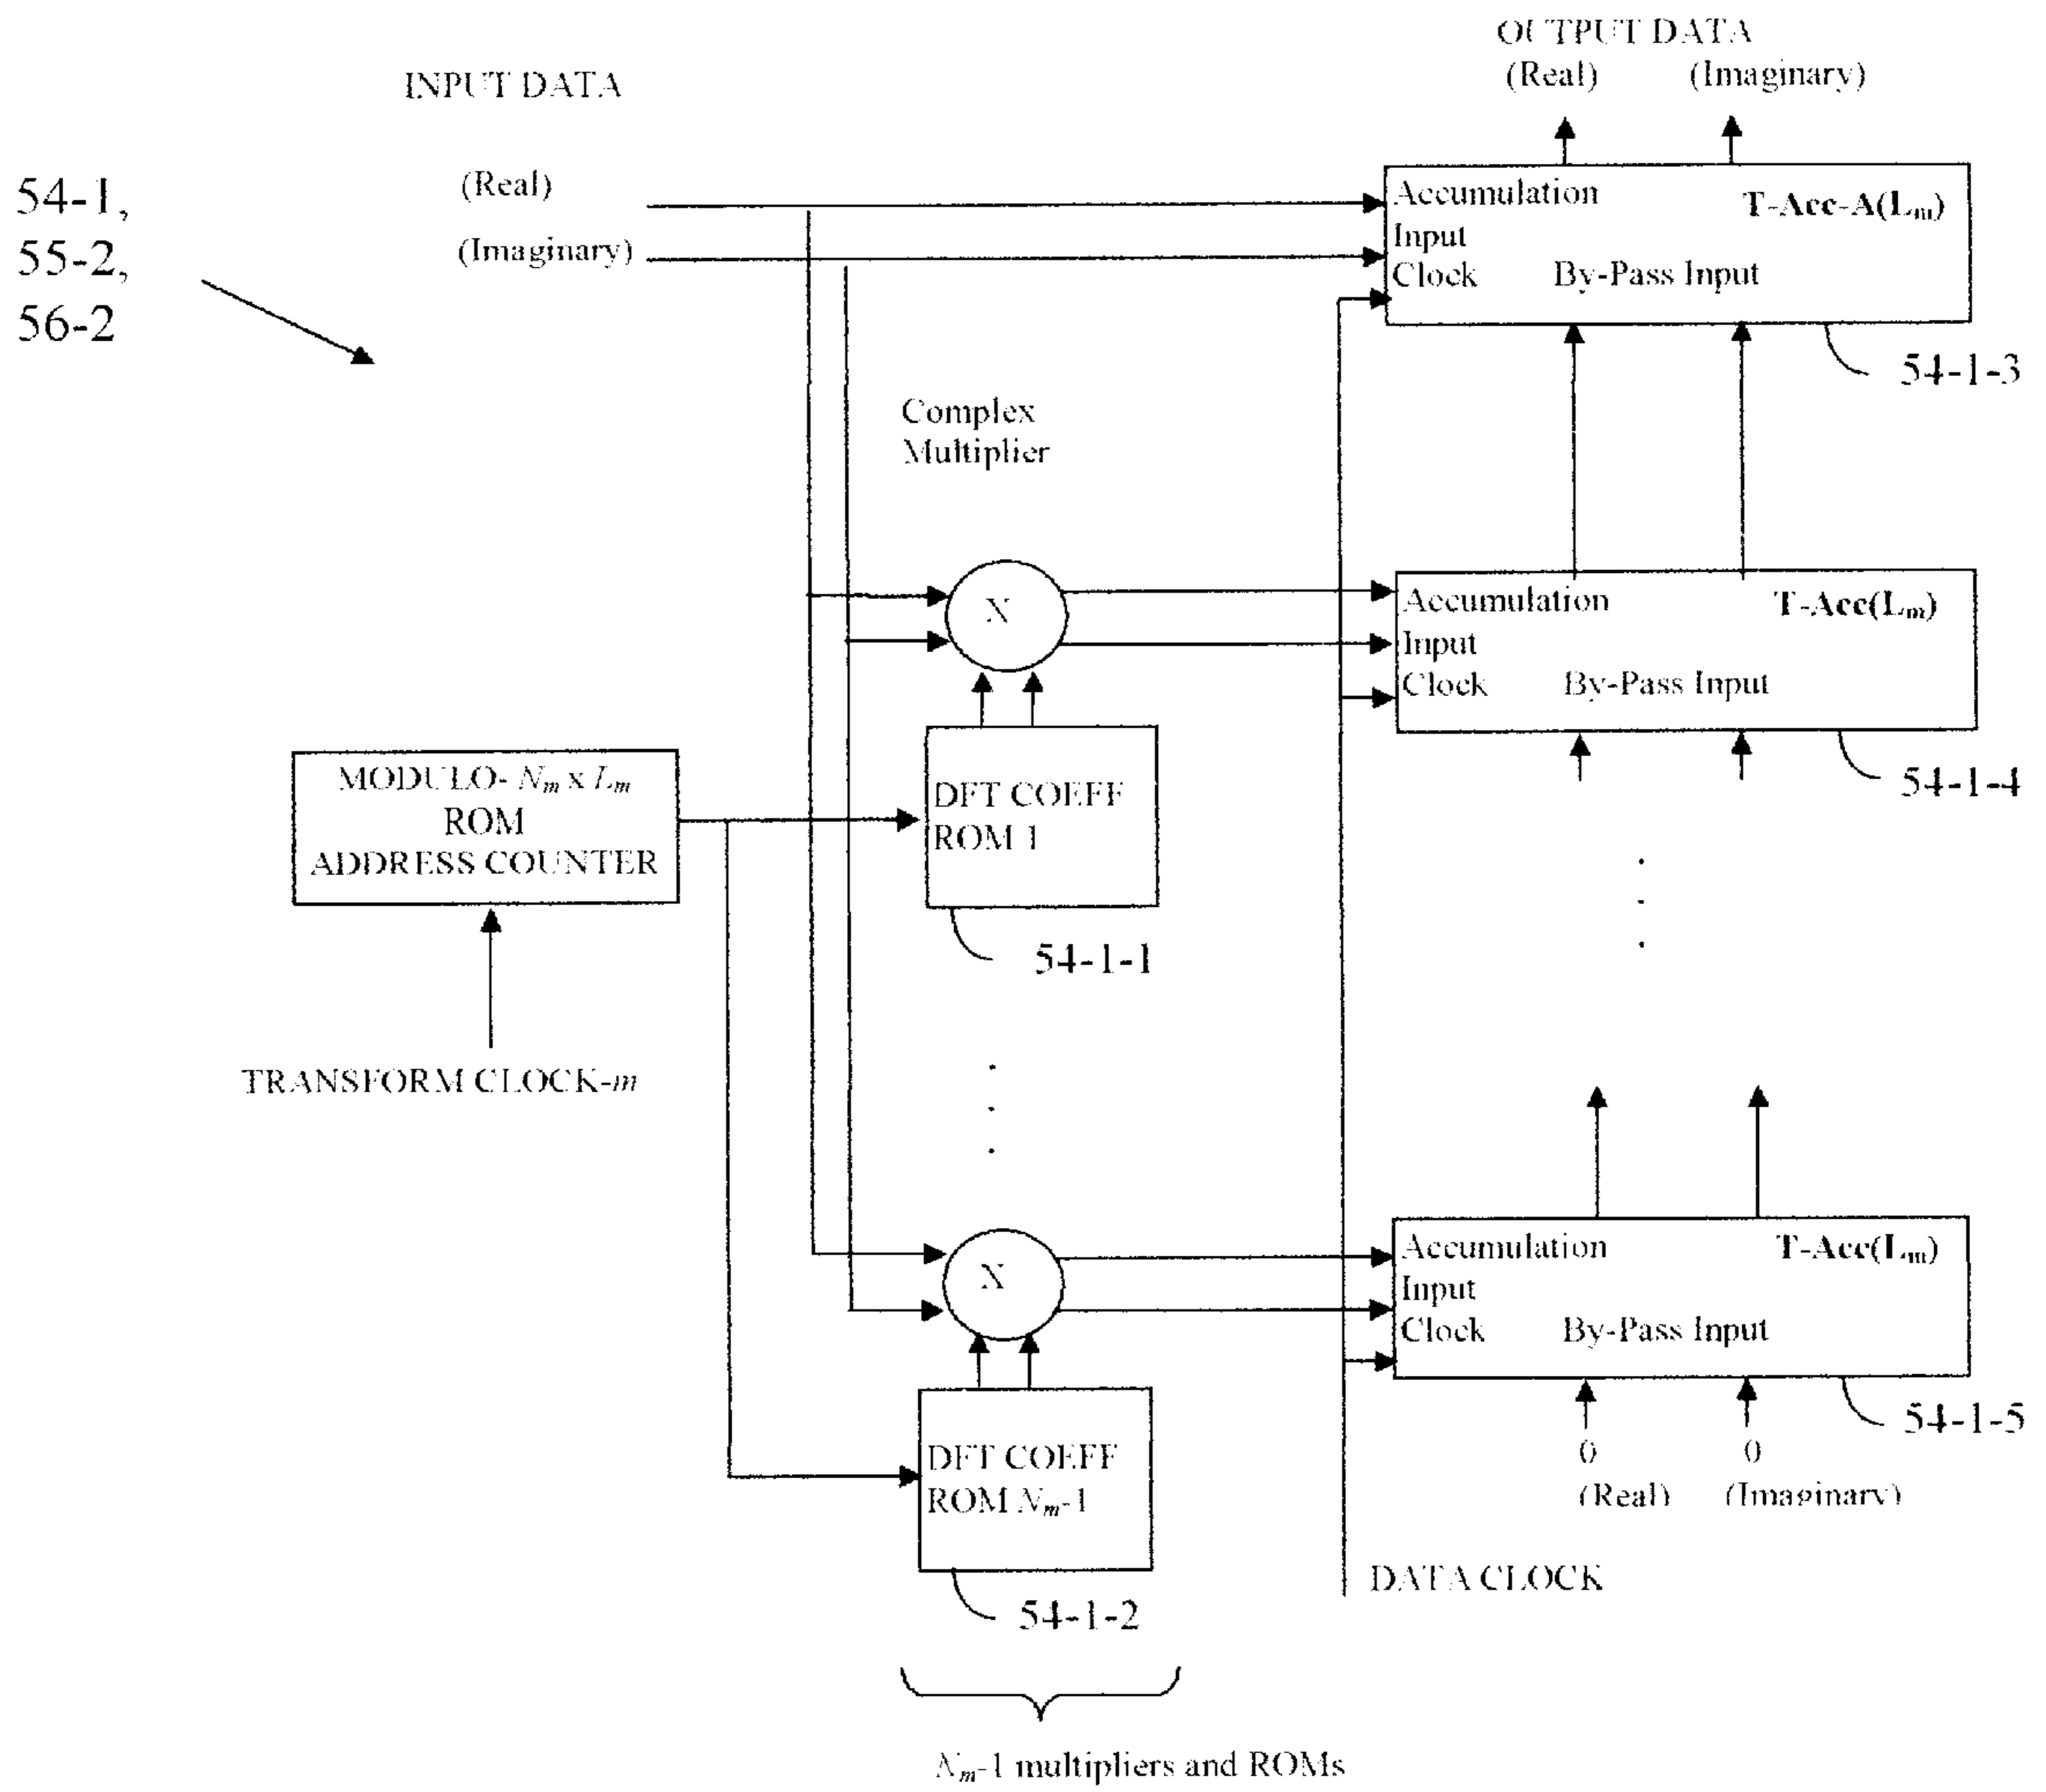 OUTPUT DATA
(Real) (Imaginary)
INPUT DATA
54-1,
55-2,
56-2
(Real)
(Imaginary)
Accumulation T-Acc-A(Lm)
Input
Clock By-Pass Input
54-1-3
Complex
Multiplier
X
Accumulation T-Acc(Lm)
Input
Clock By-Pass Input
54-1-4
MODULO- Nm x Lm
ROM
ADDRESS COUNTER
DFT COEFF
ROM 1
54-1-1
TRANSFORM CLOCK-m
X
Accumulation T-Acc(Lm)
Input
Clock By-Pass Input
54-1-5
0 0
(Real) (Imaginary)
DFT COEFF
ROM Nm-1
54-1-2
DATA CLOCK
Nm-1 multipliers and ROMs